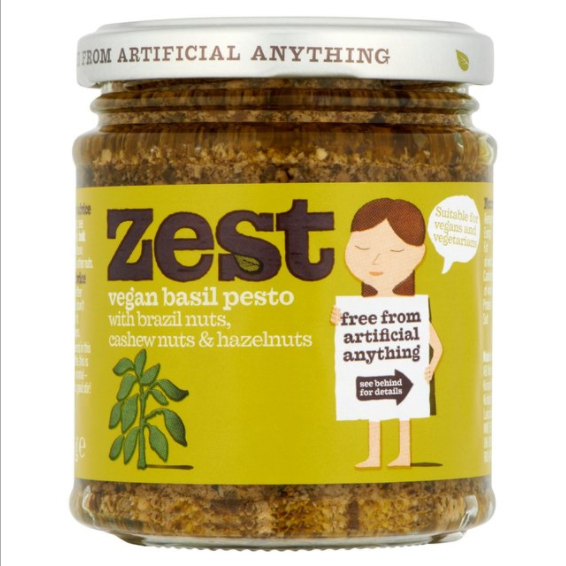 FROM ARTIFICIAL ANYTHING
zest
vegan basil pesto
with brazil nuts,
cashew nuts & hazelnuts
Suitable for
vegans and
vegetarians
free from
artificial
anything
see behind
for details